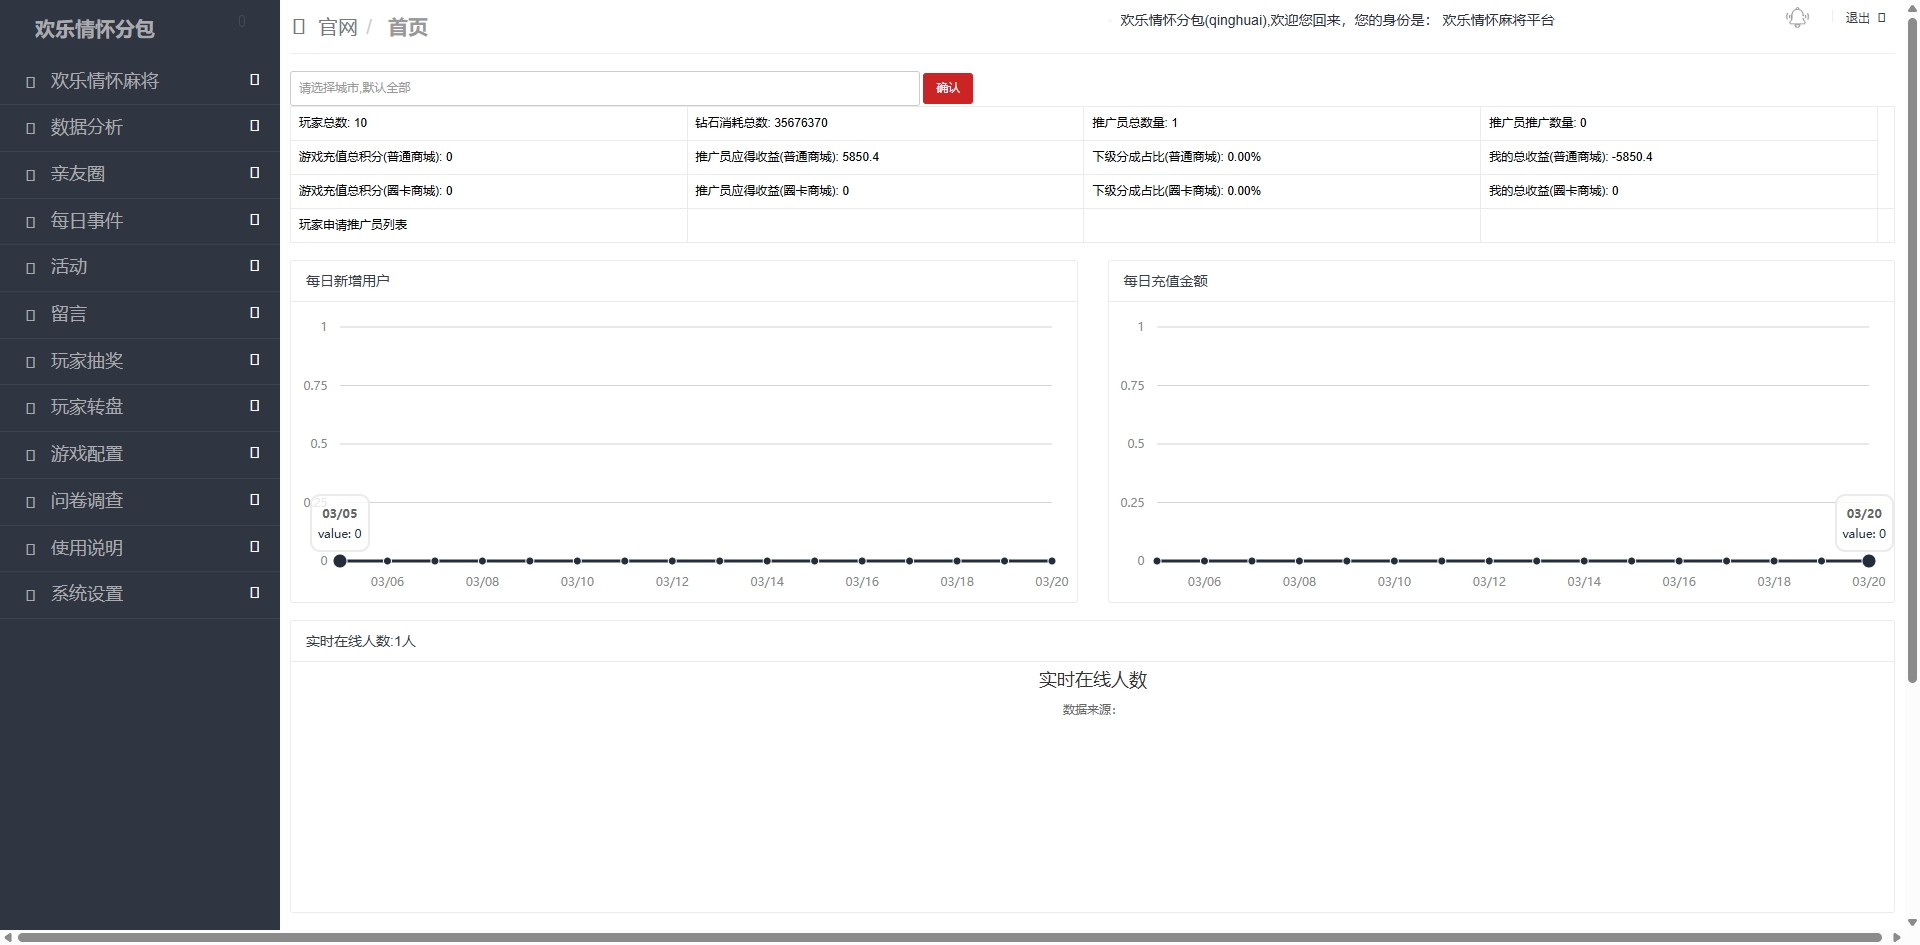 欢乐情怀分包
欢乐情怀麻将
数据分析
亲友圈
每日事件
活动
留言
玩家抽奖
玩家转盘
游戏配置
问卷调查
使用说明
系统设置
官网 / 首页
欢乐情怀分包(qinghuai),欢迎您回来，您的身份是： 欢乐情怀麻将平台
退出
请选择城市,默认全部 确认
玩家总数: 10 钻石消耗总数: 35676370 推广员总数量: 1 推广员推广数量: 0
游戏充值总积分(普通商城): 0 推广员应得收益(普通商城): 5850.4 下级分成占比(普通商城): 0.00% 我的总收益(普通商城): -5850.4
游戏充值总积分(圈卡商城): 0 推广员应得收益(圈卡商城): 0 下级分成占比(圈卡商城): 0.00% 我的总收益(圈卡商城): 0
玩家申请推广员列表
每日新增用户
1
0.75
0.5
0.25
03/05
value: 0
0
03/06 03/08 03/10 03/12 03/14 03/16 03/18 03/20
每日充值金额
1
0.75
0.5
0.25
03/20
value: 0
0
03/06 03/08 03/10 03/12 03/14 03/16 03/18 03/20
实时在线人数:1人
实时在线人数
数据来源：